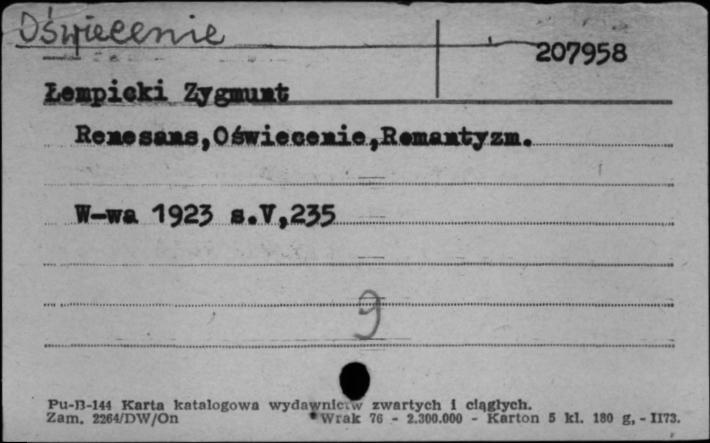 Oświecenie
207958
Łempicki Zygmunt
Renesans,Oświecenie,Romantyzm.
W-wa 1923 s.V,235
9
Pu-B-144 Karta katalogowa wydawnictw zwartych i ciągłych.
Zam. 2264/DW/On Wrak 76 - 2.300.000 - Karton 5 kl. 180 g, - II73.